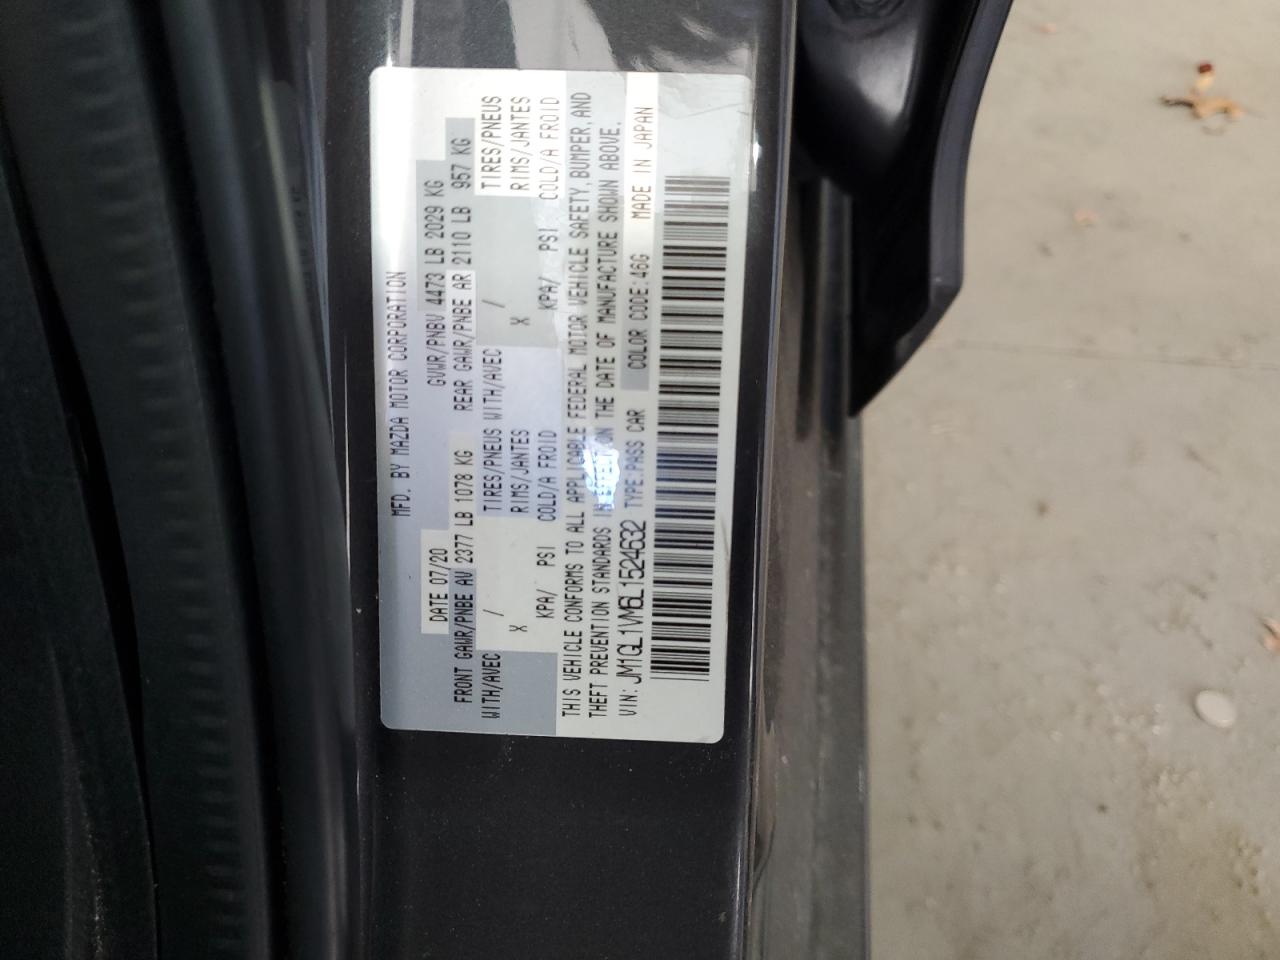 MFD. BY MAZDA MOTOR CORPORATION
DATE 07/20 GVWR/PNBV 4473 LB 2029 KG
FRONT GAWR/PNBE AV 2377 LB 1078 KG REAR GAWR/PNBE AR 2110 LB 957 KG
WITH/AVEC / TIRES/PNEUS WITH/AVEC / TIRES/PNEUS
X RIMS/JANTES X RIMS/JANTES
KPA/ PSI COLD/A FROID KPA/ PSI COLD/A FROID
THIS VEHICLE CONFORMS TO ALL APPLICABLE FEDERAL MOTOR VEHICLE SAFETY, BUMPER, AND
THEFT PREVENTION STANDARDS IN EFFECT ON THE DATE OF MANUFACTURE SHOWN ABOVE.
VIN: JM1GL1VM6L1524632 TYPE:PASS CAR COLOR CODE:46G MADE IN JAPAN